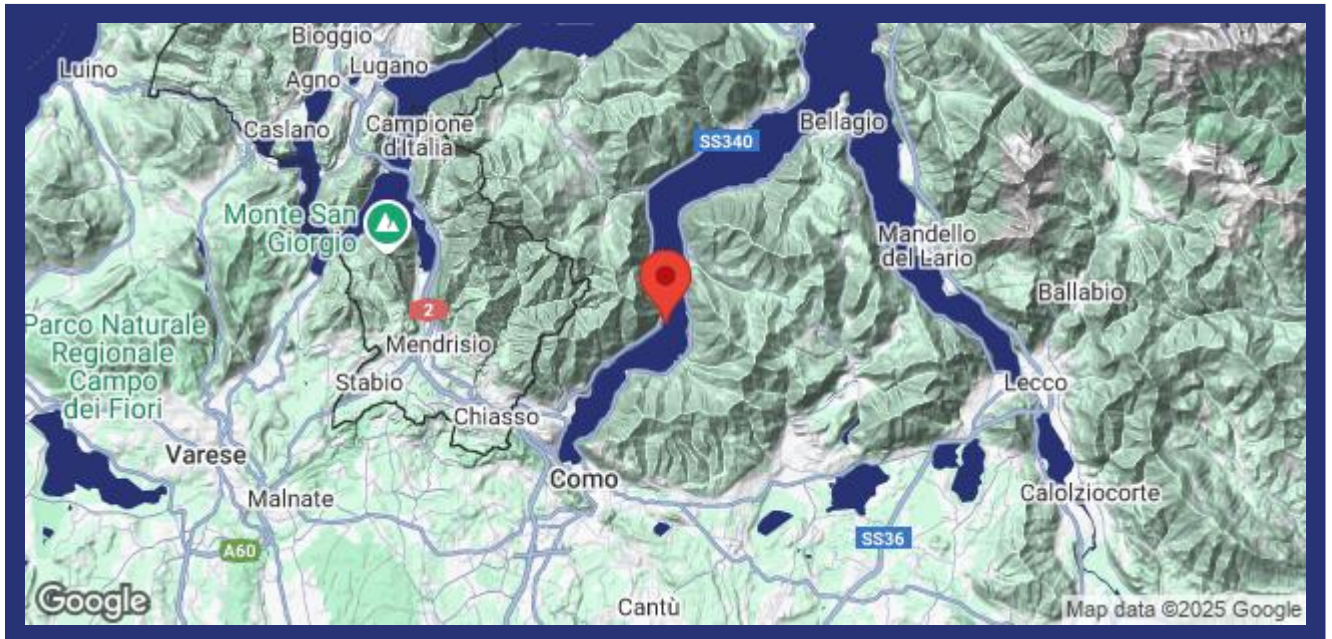 Bioggio
Luino
Agno
Lugano
Caslano
Campione
d'Italia
SS340
Bellagio
Monte San
Giorgio
Mandello
del Lario
Ballabio
2
Parco Naturale
Regionale
Campo
dei Fiori
Mendrisio
Stabio
Lecco
Chiasso
Varese
Como
Malnate
Calolziocorte
A60
SS36
Google
Cantù
Map data ©2025 Google